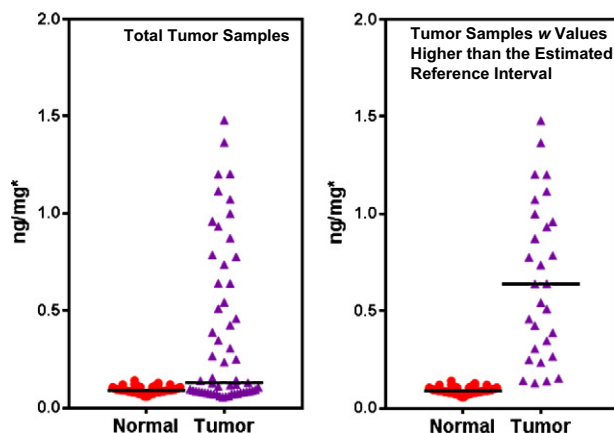 Total Tumor Samples
2.0
1.5
1.0
0.5
0.0
ng/mg*
Normal Tumor
Tumor Samples w Values
Higher than the Estimated
Reference Interval
2.0
1.5
1.0
0.5
0.0
ng/mg*
Normal Tumor